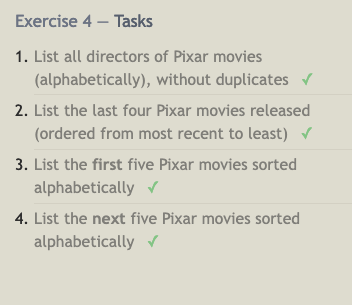 Exercise 4 — Tasks
1. List all directors of Pixar movies
(alphabetically), without duplicates ✓
2. List the last four Pixar movies released
(ordered from most recent to least) ✓
3. List the first five Pixar movies sorted
alphabetically ✓
4. List the next five Pixar movies sorted
alphabetically ✓